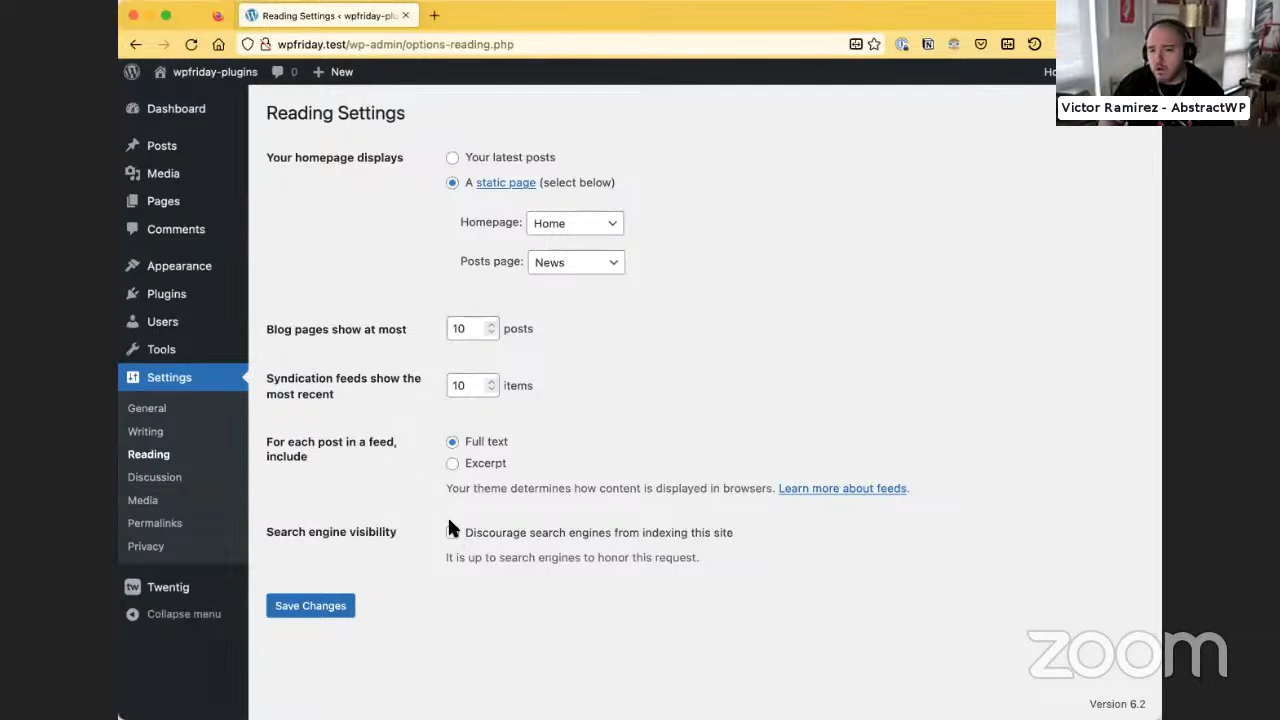 Reading Settings ‹ wpfriday-plu
wpfriday.test/wp-admin/options-reading.php
wpfriday-plugins
0
New
Victor Ramirez - AbstractWP
Dashboard
Posts
Media
Pages
Comments
Appearance
Plugins
Users
Tools
Settings
General
Writing
Reading
Discussion
Media
Permalinks
Privacy
tw Twentig
Collapse menu
Reading Settings
Your homepage displays
Your latest posts
A static page (select below)
Homepage: Home
Posts page: News
Blog pages show at most
10 posts
Syndication feeds show the
most recent
10 items
For each post in a feed,
include
Full text
Excerpt
Your theme determines how content is displayed in browsers. Learn more about feeds.
Search engine visibility
Discourage search engines from indexing this site
It is up to search engines to honor this request.
Save Changes
zoom
Version 6.2